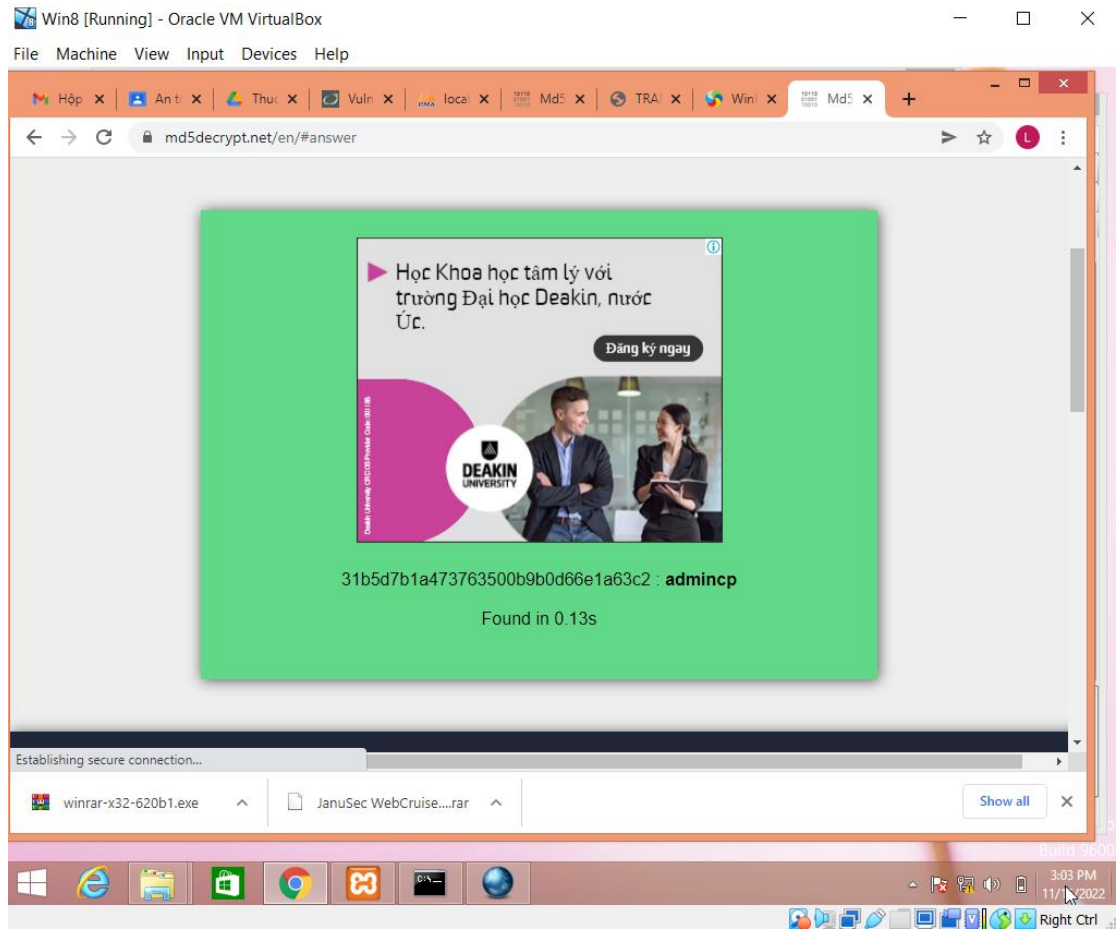 Win8 [Running] - Oracle VM VirtualBox
File Machine View Input Devices Help
Hộp
An t
Thuc
Vuln
local
Md5
TRAI
Md5
md5decrypt.net/en/#answer
L
Học Khoa học tâm lý với
trường Đại học Deakin, nước
Úc.
Đăng ký ngay
DEAKIN
UNIVERSITY
31b5d7b1a473763500b9b0d66e1a63c2 : admincp
Found in 0.13s
Establishing secure connection...
winrar-x32-620b1.exe
JanuSec WebCruise....rar
Show all
Build 9600
3:03 PM
Right Ctrl